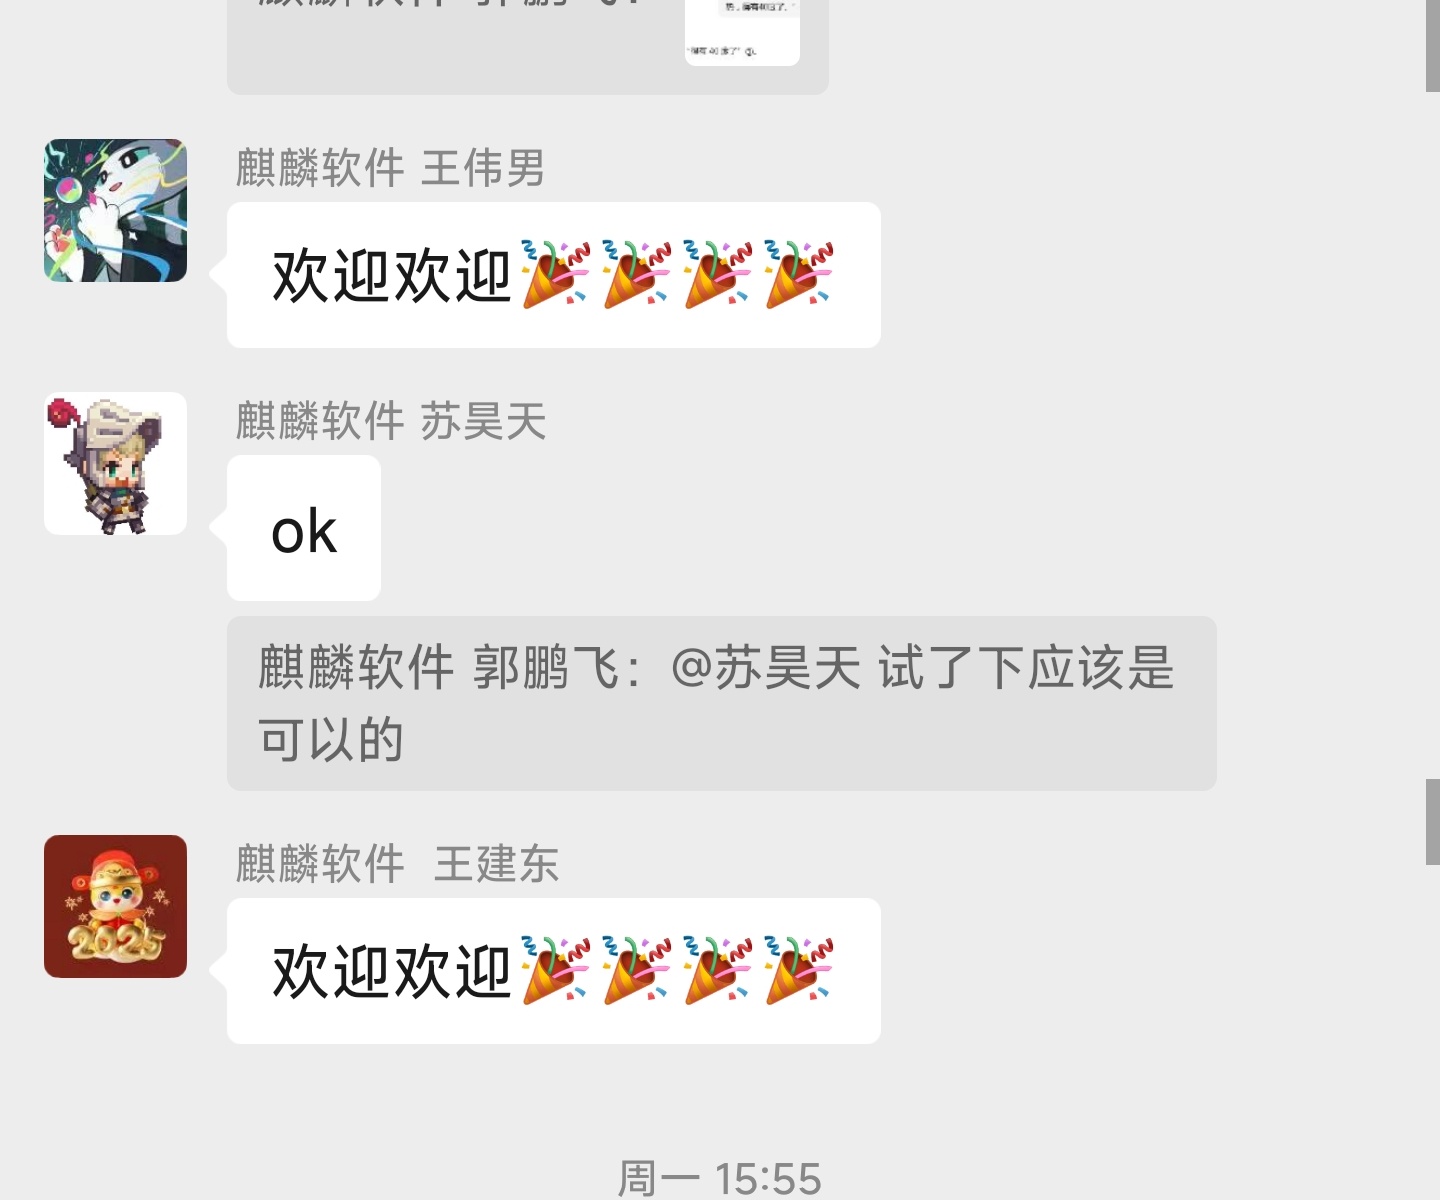 麒麟软件 王伟男
欢迎欢迎🎉🎉🎉🎉
麒麟软件 苏昊天
ok
麒麟软件 郭鹏飞：@苏昊天 试了下应该是
可以的
麒麟软件 王建东
2025
欢迎欢迎🎉🎉🎉🎉
周一 15:55